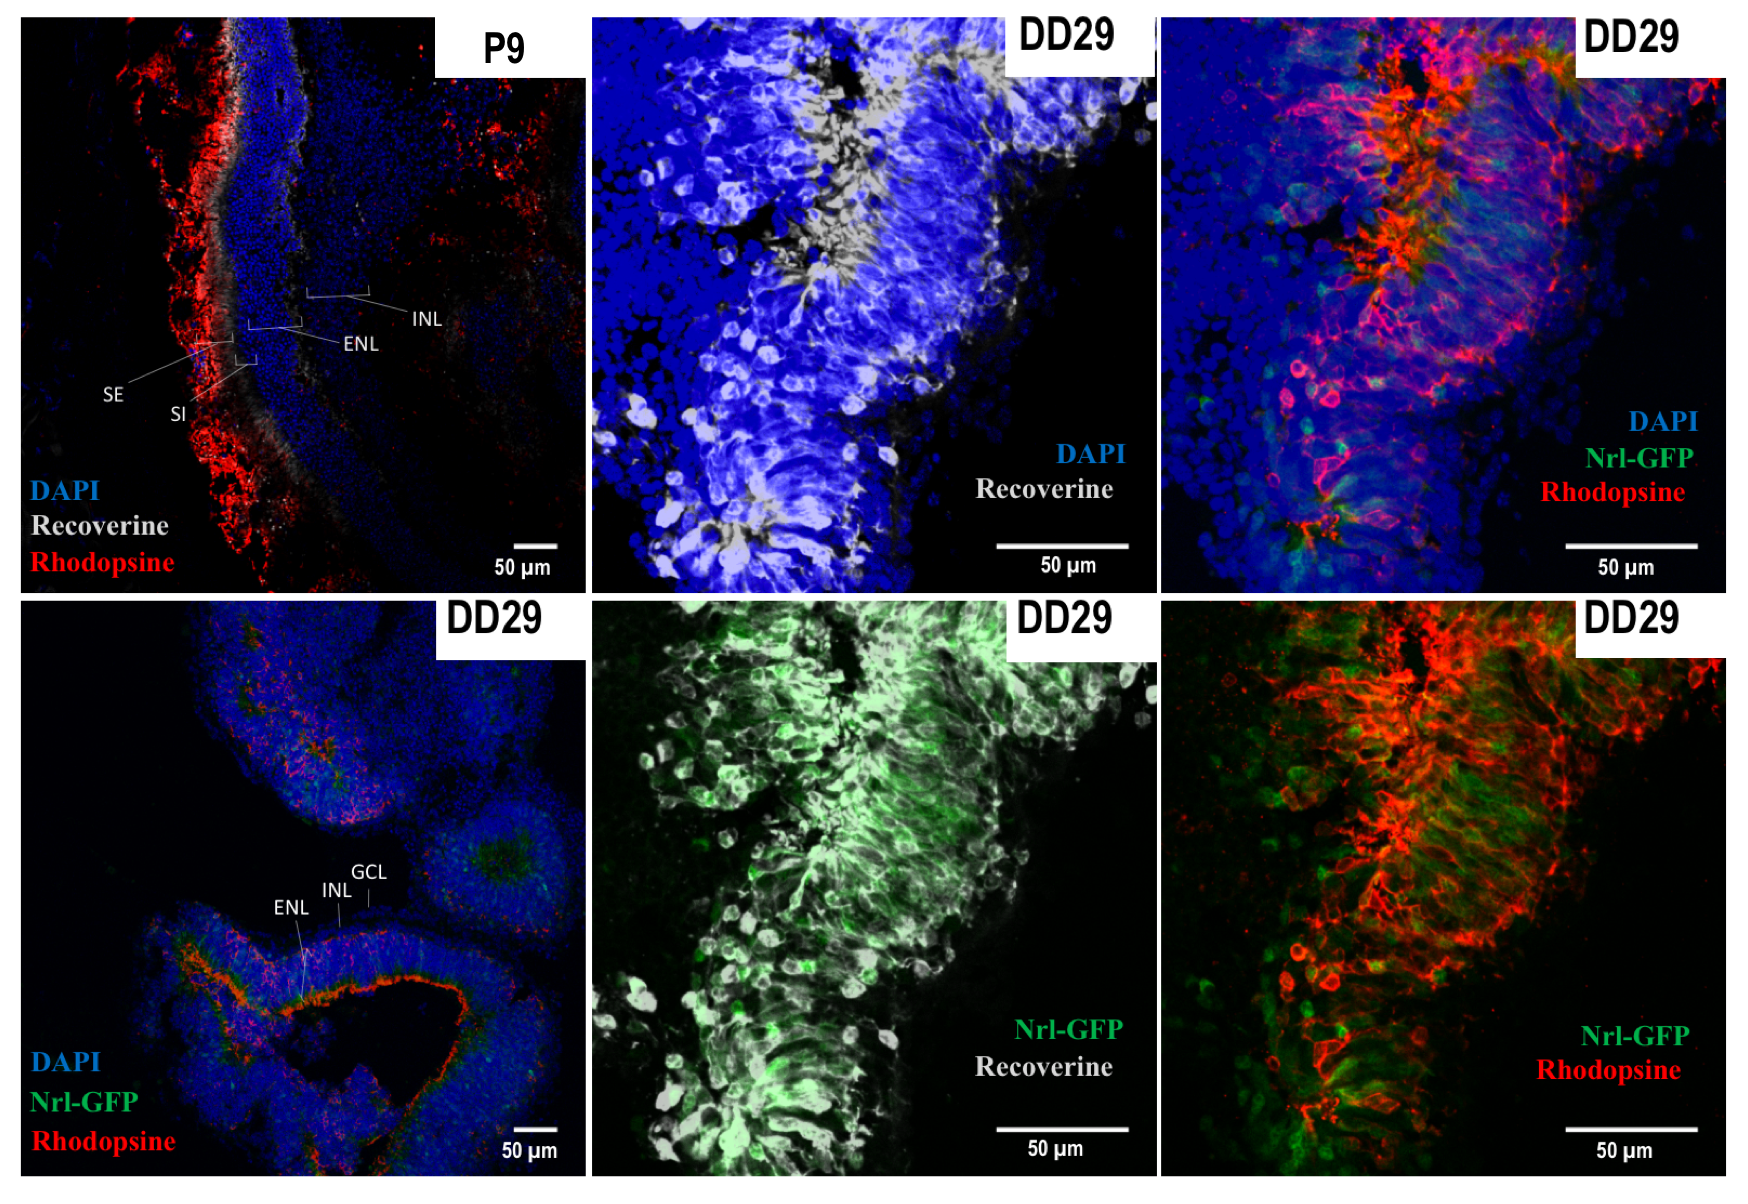 P9
INL
ENL
SE
SI
DAPI
Recoverine
Rhodopsine
50 µm
DD29
DAPI
Recoverine
50 µm
DD29
DAPI
Nrl-GFP
Rhodopsine
50 µm
DD29
GCL
INL
ENL
DAPI
Nrl-GFP
Rhodopsine
50 µm
DD29
Nrl-GFP
Recoverine
50 µm
DD29
Nrl-GFP
Rhodopsine
50 µm